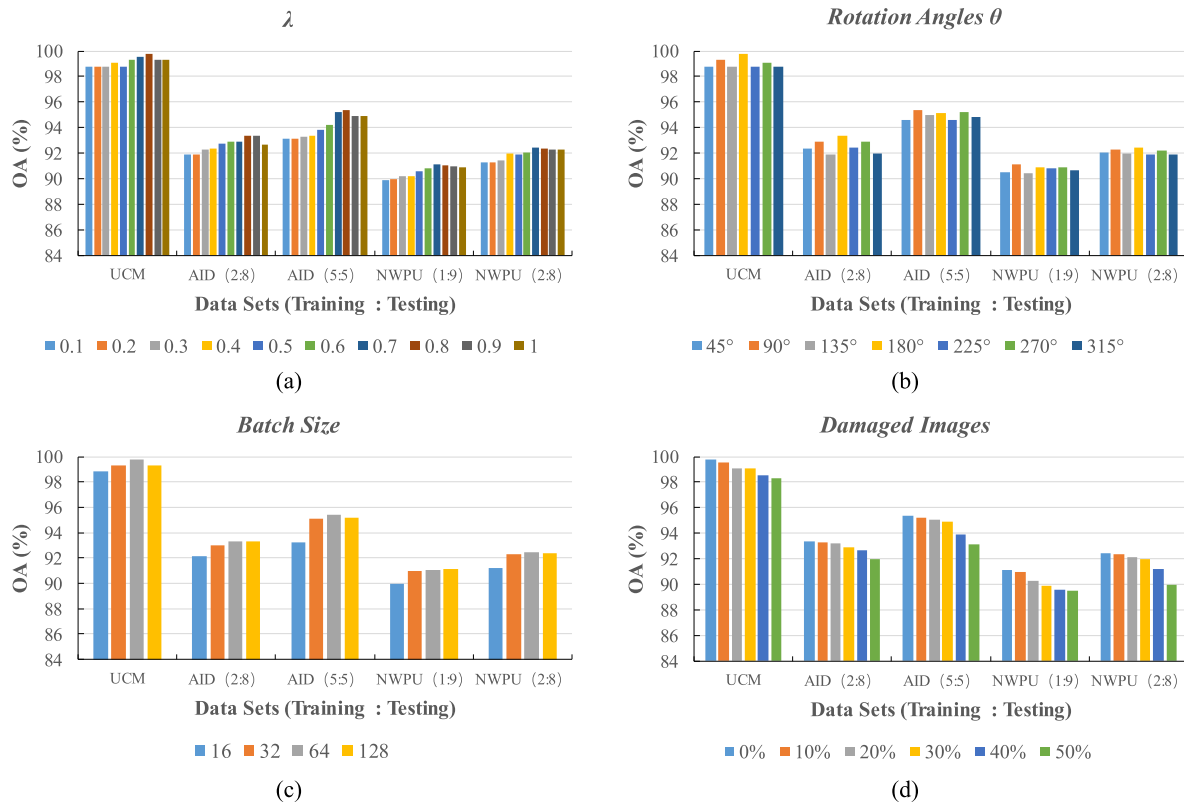 λ
OA (%)
100
98
96
94
92
90
88
86
84
UCM
AID (2:8)
AID (5:5)
NWPU (1:9)
NWPU (2:8)
Data Sets (Training : Testing)
0.1 0.2 0.3 0.4 0.5 0.6 0.7 0.8 0.9 1
(a)
Rotation Angles θ
OA (%)
100
98
96
94
92
90
88
86
84
UCM
AID (2:8)
AID (5:5)
NWPU (1:9)
NWPU (2:8)
Data Sets (Training : Testing)
45° 90° 135° 180° 225° 270° 315°
(b)
Batch Size
OA (%)
100
98
96
94
92
90
88
86
84
UCM
AID (2:8)
AID (5:5)
NWPU (1:9)
NWPU (2:8)
Data Sets (Training : Testing)
16 32 64 128
(c)
Damaged Images
OA (%)
100
98
96
94
92
90
88
86
84
UCM
AID (2:8)
AID (5:5)
NWPU (1:9)
NWPU (2:8)
Data Sets (Training : Testing)
0% 10% 20% 30% 40% 50%
(d)